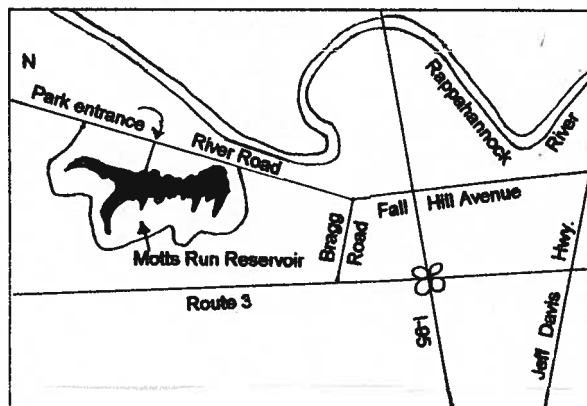 N
Park entrance
River Road
Rappahannock
River
Fall Hill Avenue
Bragg
Road
Motts Run Reservoir
Route 3
I-95
Jeff Davis Hwy.